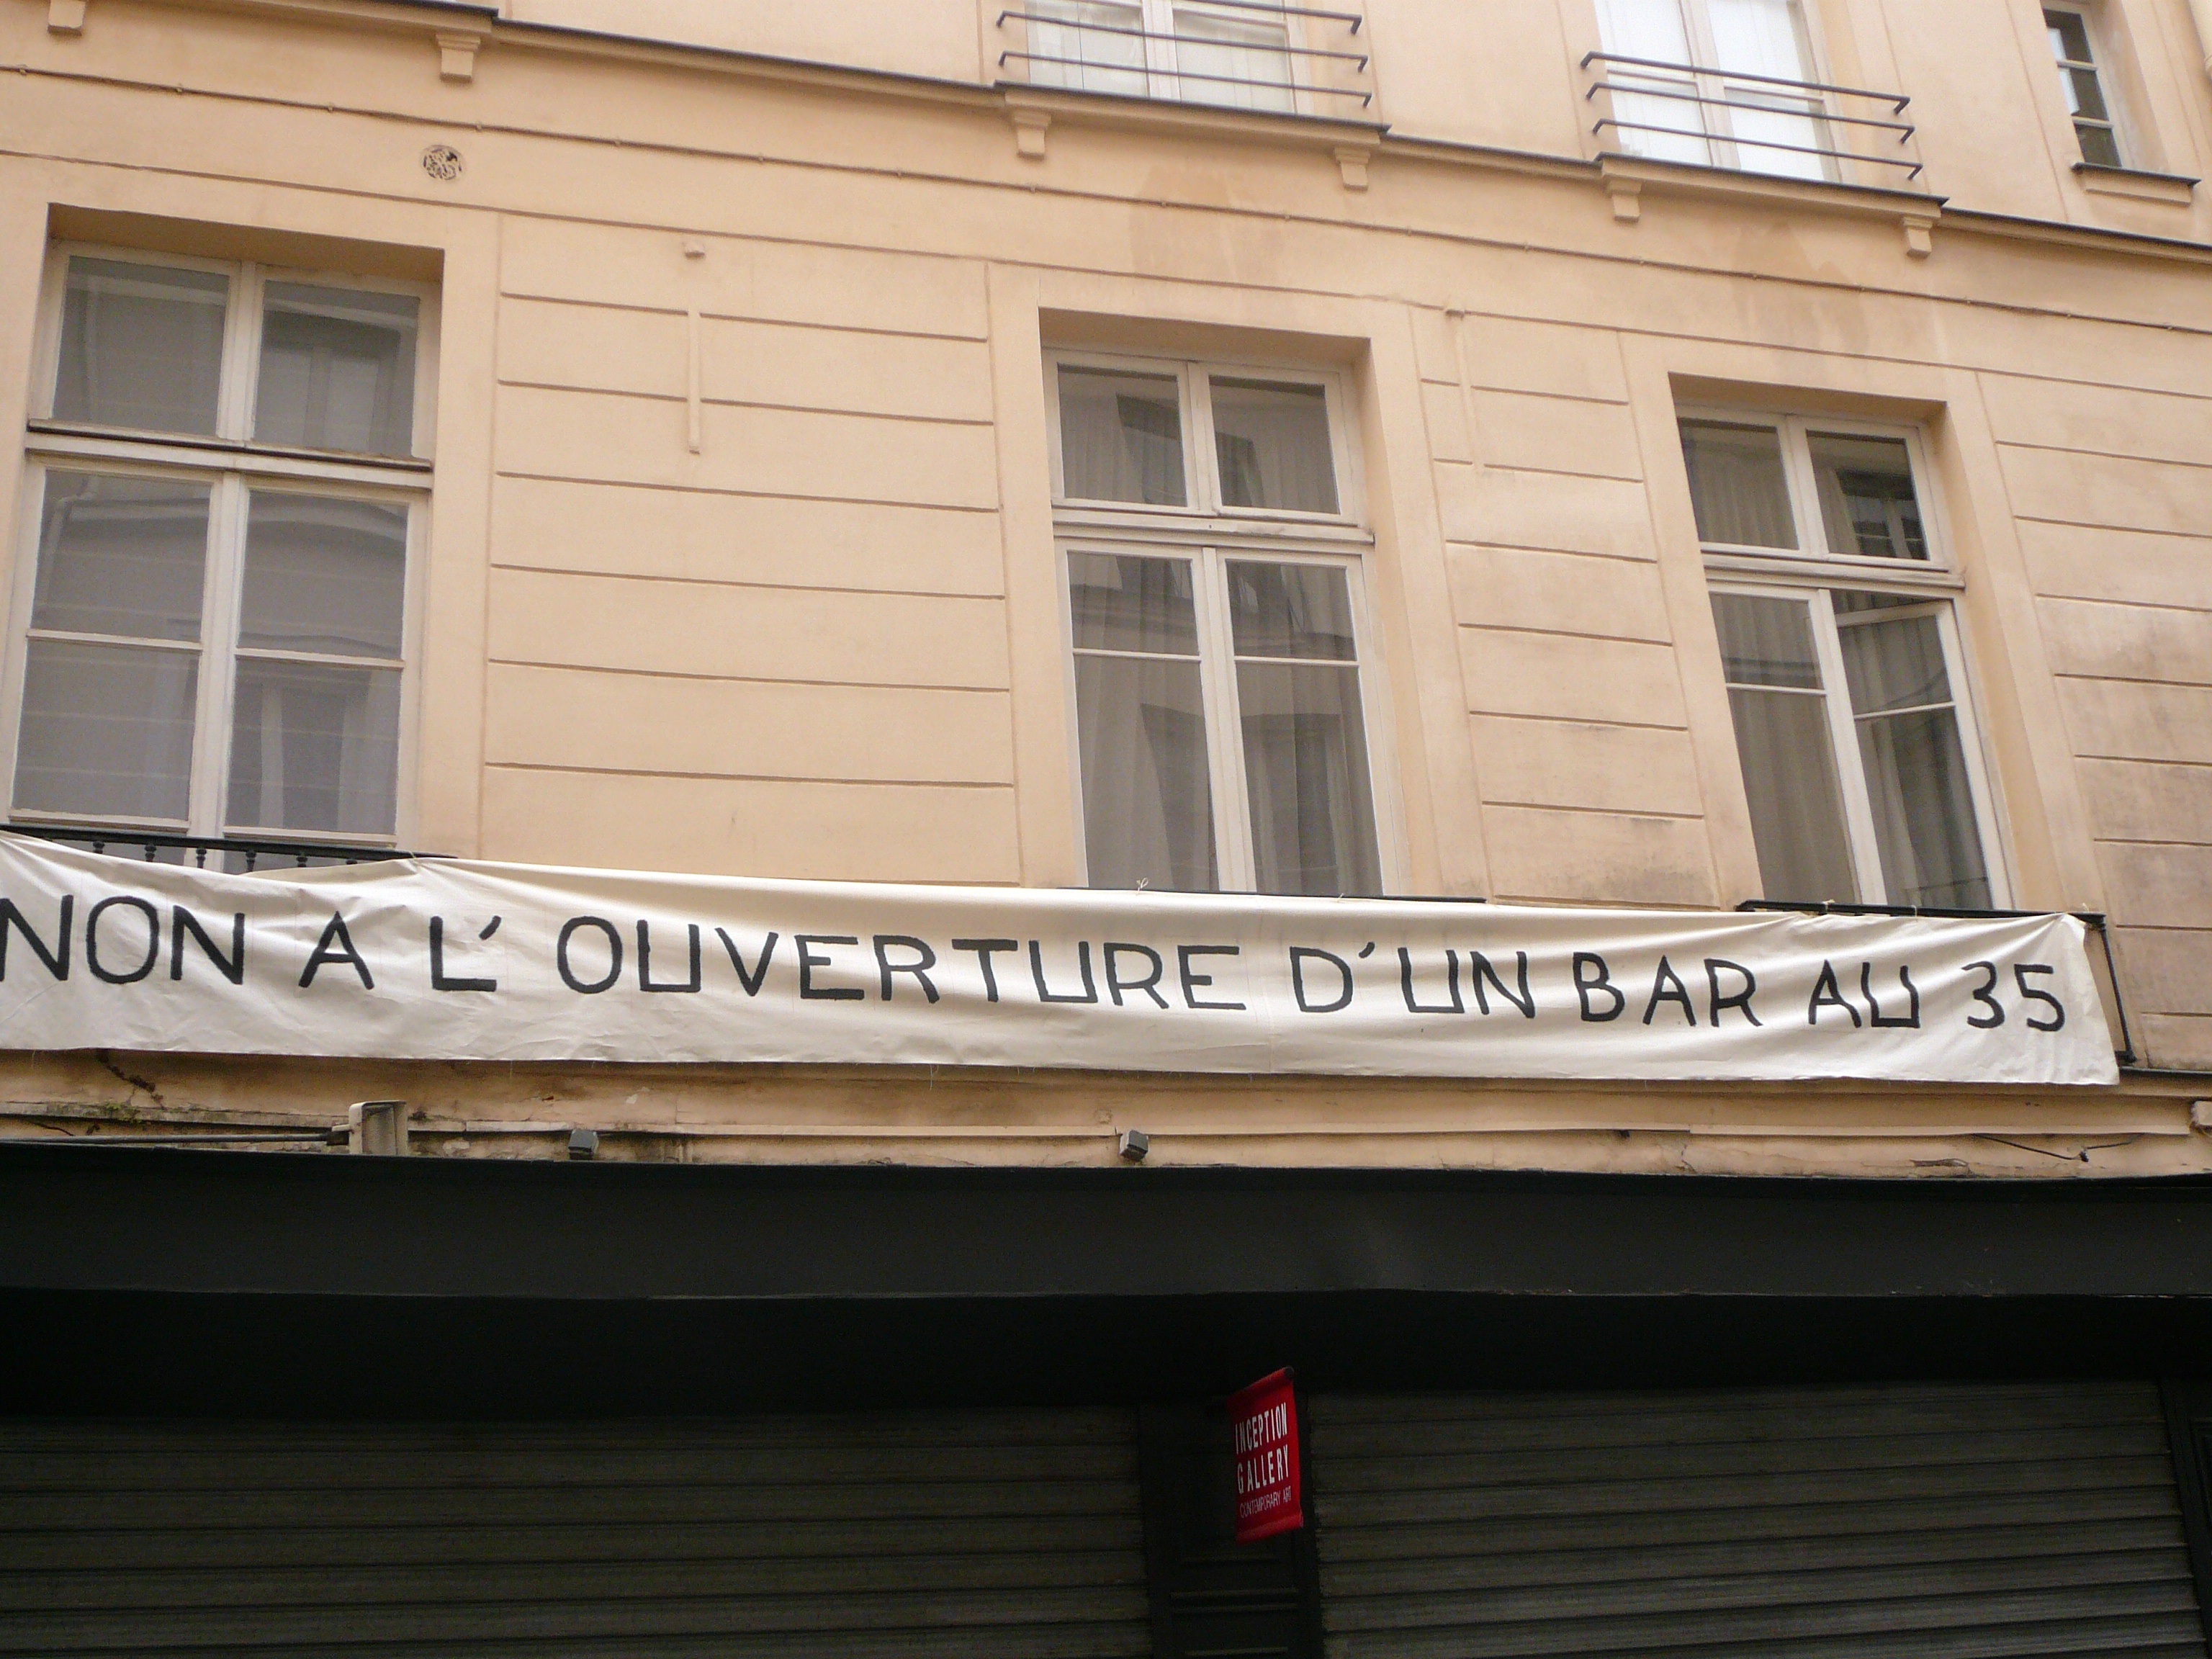 NON A L' OUVERTURE D'UN BAR AU 35
INCEPTION
GALLERY
CONTEMPORARY ART